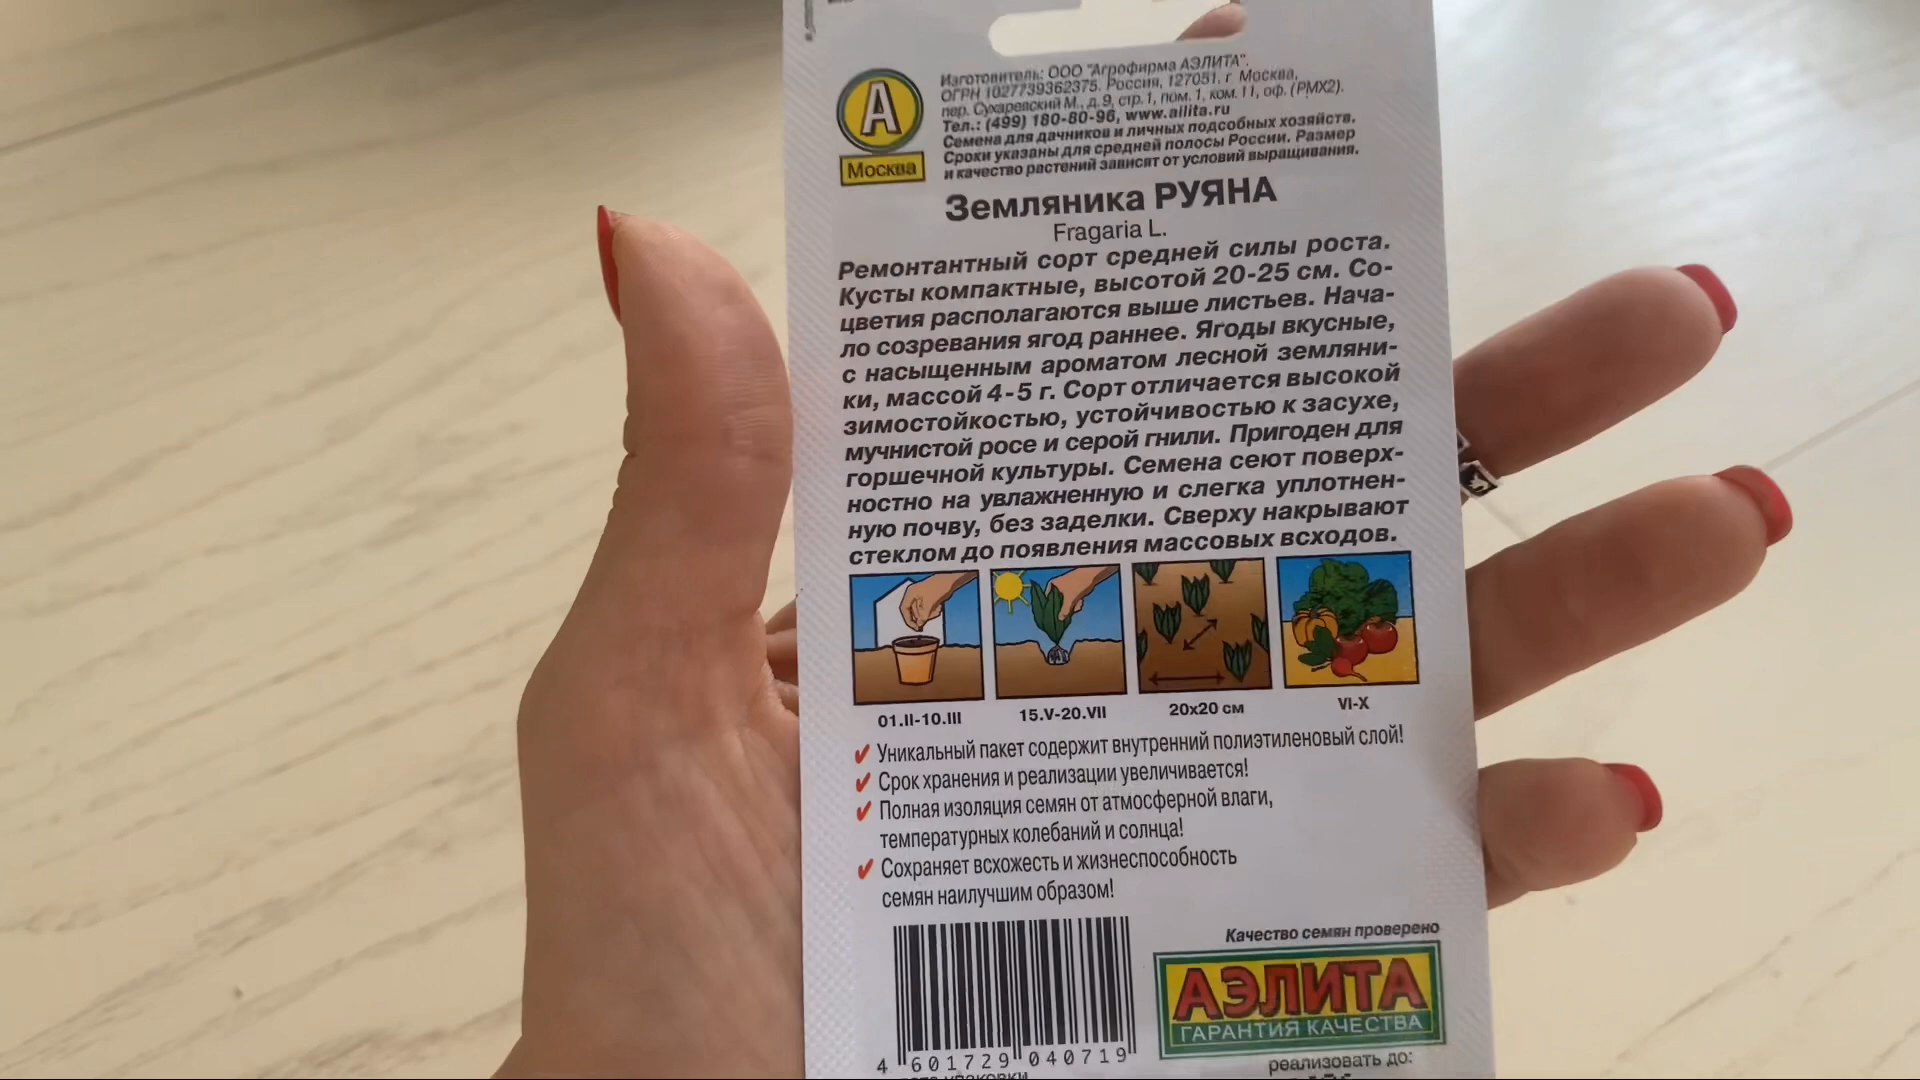 А
Москва
Изготовитель: ООО "Агрофирма АЭЛИТА".
ОГРН 1027739362375. Россия, 127051, г. Москва,
пер. Сухаревский М., д.9, стр.1, пом. 1, ком. 11, оф. (РМХ2).
Тел.: (499) 180-80-96, www.ailita.ru
Семена для дачников и личных подсобных хозяйств.
Сроки указаны для средней полосы России. Размер
и качество растений зависят от условий выращивания.
Земляника РУЯНА
Fragaria L.
Ремонтантный сорт средней силы роста.
Кусты компактные, высотой 20-25 см. Со-
цветия располагаются выше листьев. Нача-
ло созревания ягод раннее. Ягоды вкусные,
с насыщенным ароматом лесной земляни-
ки, массой 4-5 г. Сорт отличается высокой
зимостойкостью, устойчивостью к засухе,
мучнистой росе и серой гнили. Пригоден для
горшечной культуры. Семена сеют поверх-
ностно на увлажненную и слегка уплотнен-
ную почву, без заделки. Сверху накрывают
стеклом до появления массовых всходов.
01.II-10.III 15.V-20.VII 20x20 см VI-X
Уникальный пакет содержит внутренний полиэтиленовый слой!
Срок хранения и реализации увеличивается!
Полная изоляция семян от атмосферной влаги,
температурных колебаний и солнца!
Сохраняет всхожесть и жизнеспособность
семян наилучшим образом!
Качество семян проверено
АЭЛИТА
ГАРАНТИЯ КАЧЕСТВА
4 601729 040719
реализовать до: